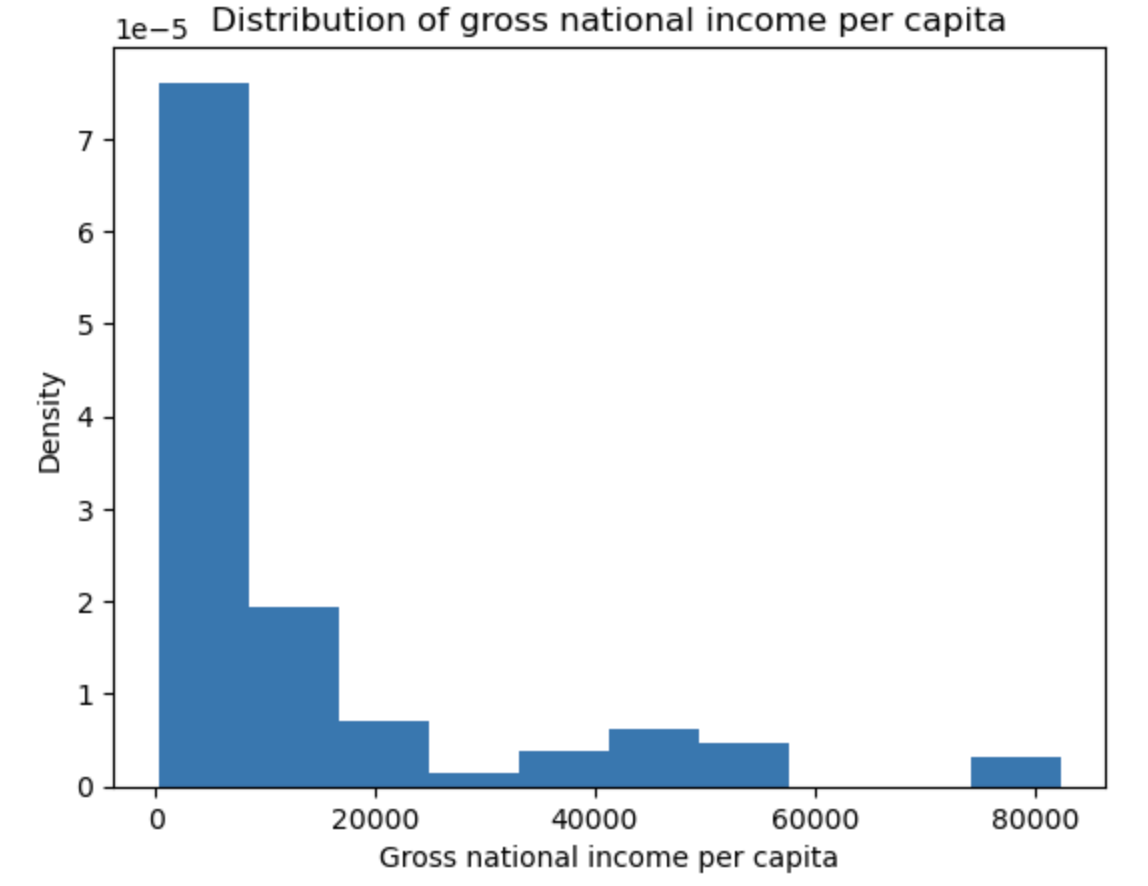 Distribution of gross national income per capita
1e−5
7
6
5
4
3
2
1
0
Density
0 20000 40000 60000 80000
Gross national income per capita